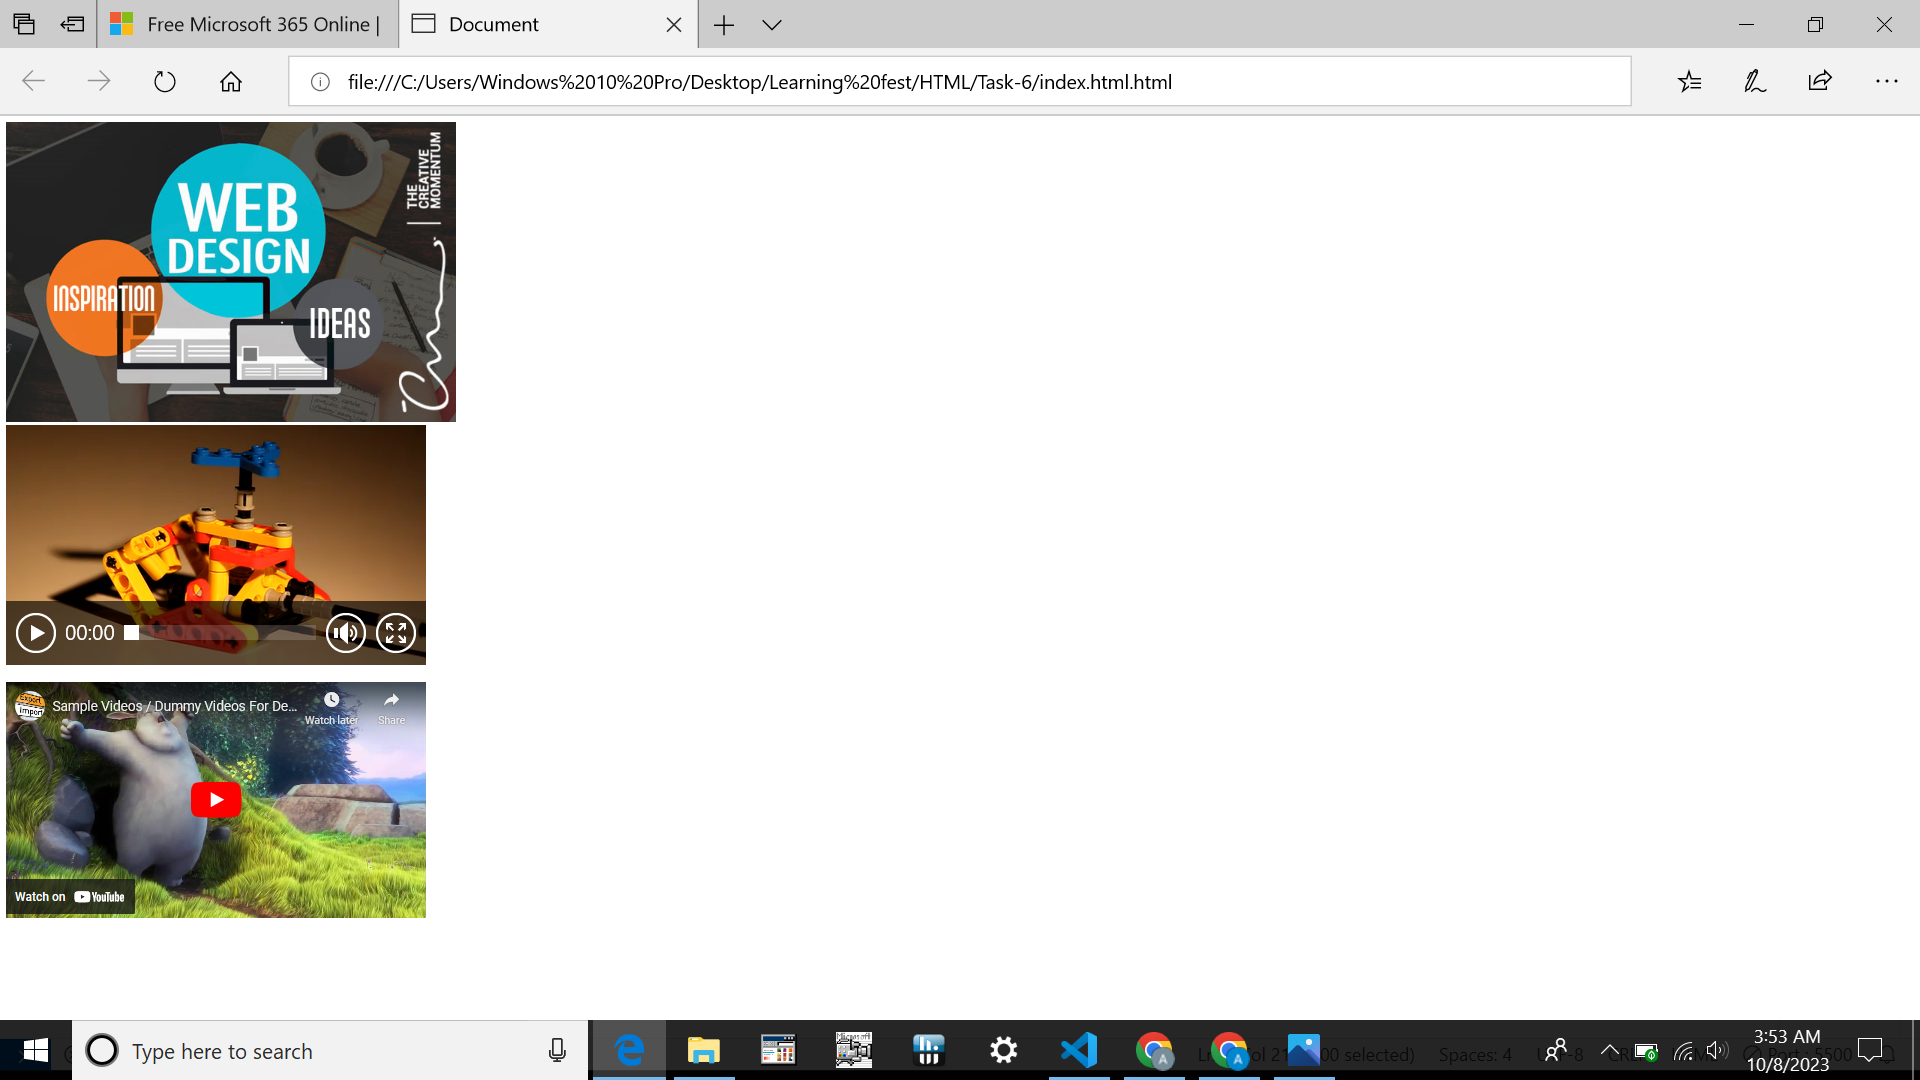 Free Microsoft 365 Online |
Document
file:///C:/Users/Windows%2010%20Pro/Desktop/Learning%20fest/HTML/Task-6/index.html.html
THE
CREATIVE
MOMENTUM
WEB
DESIGN
INSPIRATION
IDEAS
00:00
Export
Import
Sample Videos / Dummy Videos For De...
Watch later
Share
Watch on YouTube
Type here to search
3:53 AM
10/8/2023
Spaces: 4